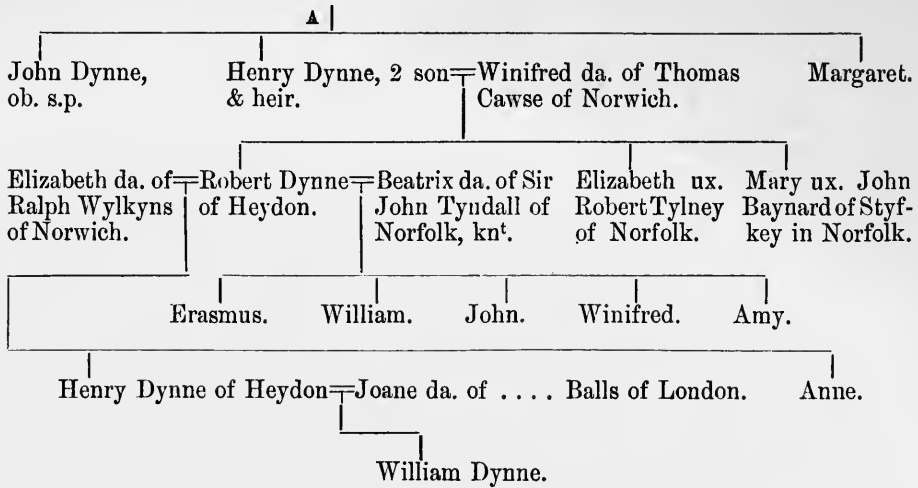 A
John Dynne,
ob. s.p.
Henry Dynne, 2 son
& heir.
Winifred da. of Thomas
Cawse of Norwich.
Margaret.
Elizabeth da. of
Ralph Wylkyns
of Norwich.
Robert Dynne
of Heydon.
Beatrix da. of Sir
John Tyndall of
Norfolk, knᵗ.
Elizabeth ux.
Robert Tylney
of Norfolk.
Mary ux. John
Baynard of Styf-
key in Norfolk.
Erasmus.
William.
John.
Winifred.
Amy.
Henry Dynne of Heydon
Joane da. of . . . . Balls of London.
Anne.
William Dynne.